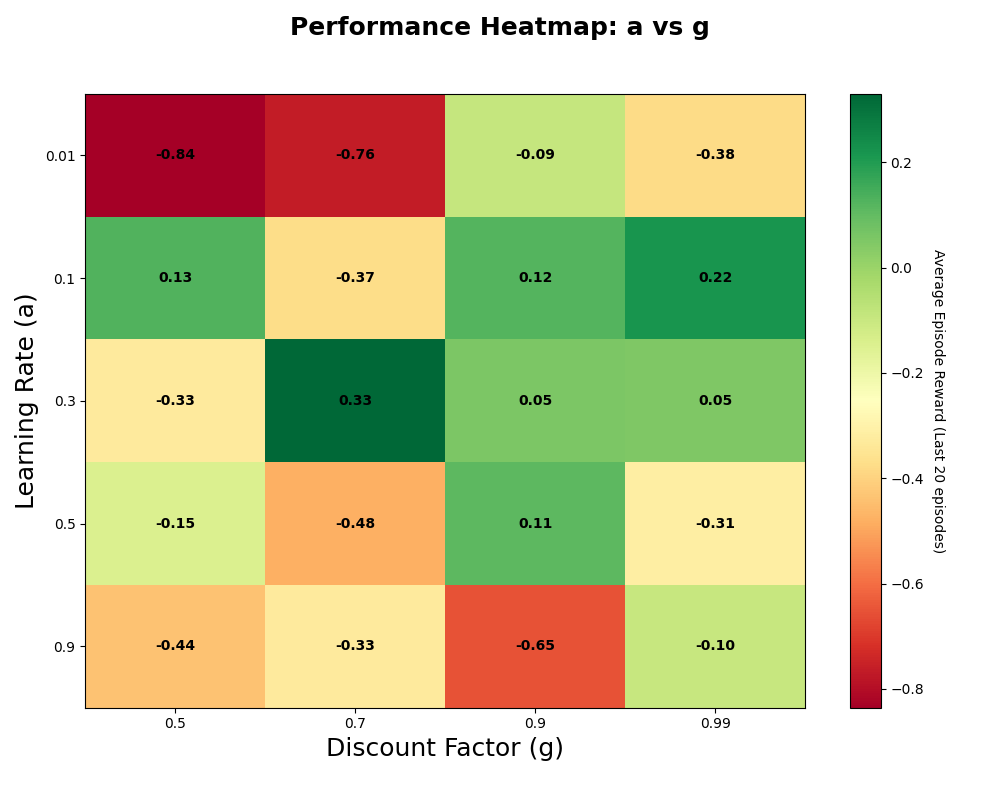 Performance Heatmap: a vs g
0.01 -0.84 -0.76 -0.09 -0.38
0.1 0.13 -0.37 0.12 0.22
0.3 -0.33 0.33 0.05 0.05
0.5 -0.15 -0.48 0.11 -0.31
0.9 -0.44 -0.33 -0.65 -0.10
0.5 0.7 0.9 0.99
Discount Factor (g)
Learning Rate (a)
0.2
0.0
−0.2
−0.4
−0.6
−0.8
Average Episode Reward (Last 20 episodes)